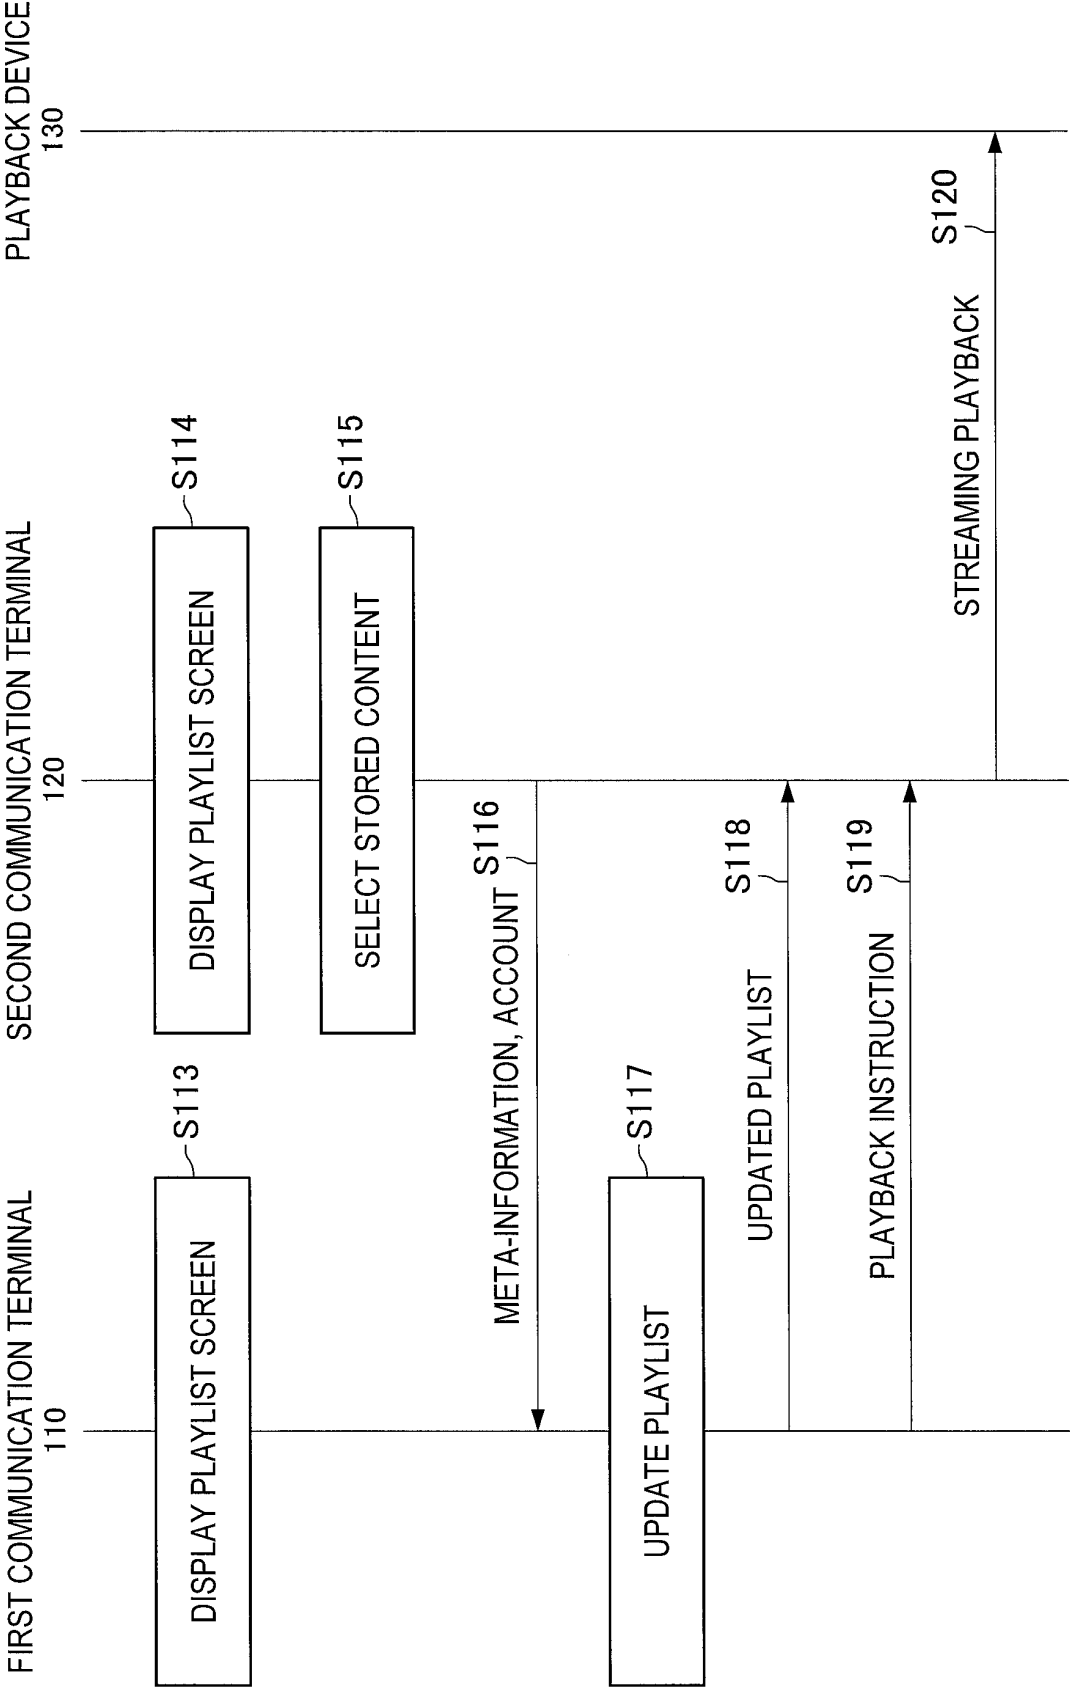 FIRST COMMUNICATION TERMINAL
110
SECOND COMMUNICATION TERMINAL
120
PLAYBACK DEVICE
130
DISPLAY PLAYLIST SCREEN
S113
DISPLAY PLAYLIST SCREEN
S114
SELECT STORED CONTENT
S115
META-INFORMATION, ACCOUNT
S116
UPDATE PLAYLIST
S117
UPDATED PLAYLIST
S118
PLAYBACK INSTRUCTION
S119
STREAMING PLAYBACK
S120